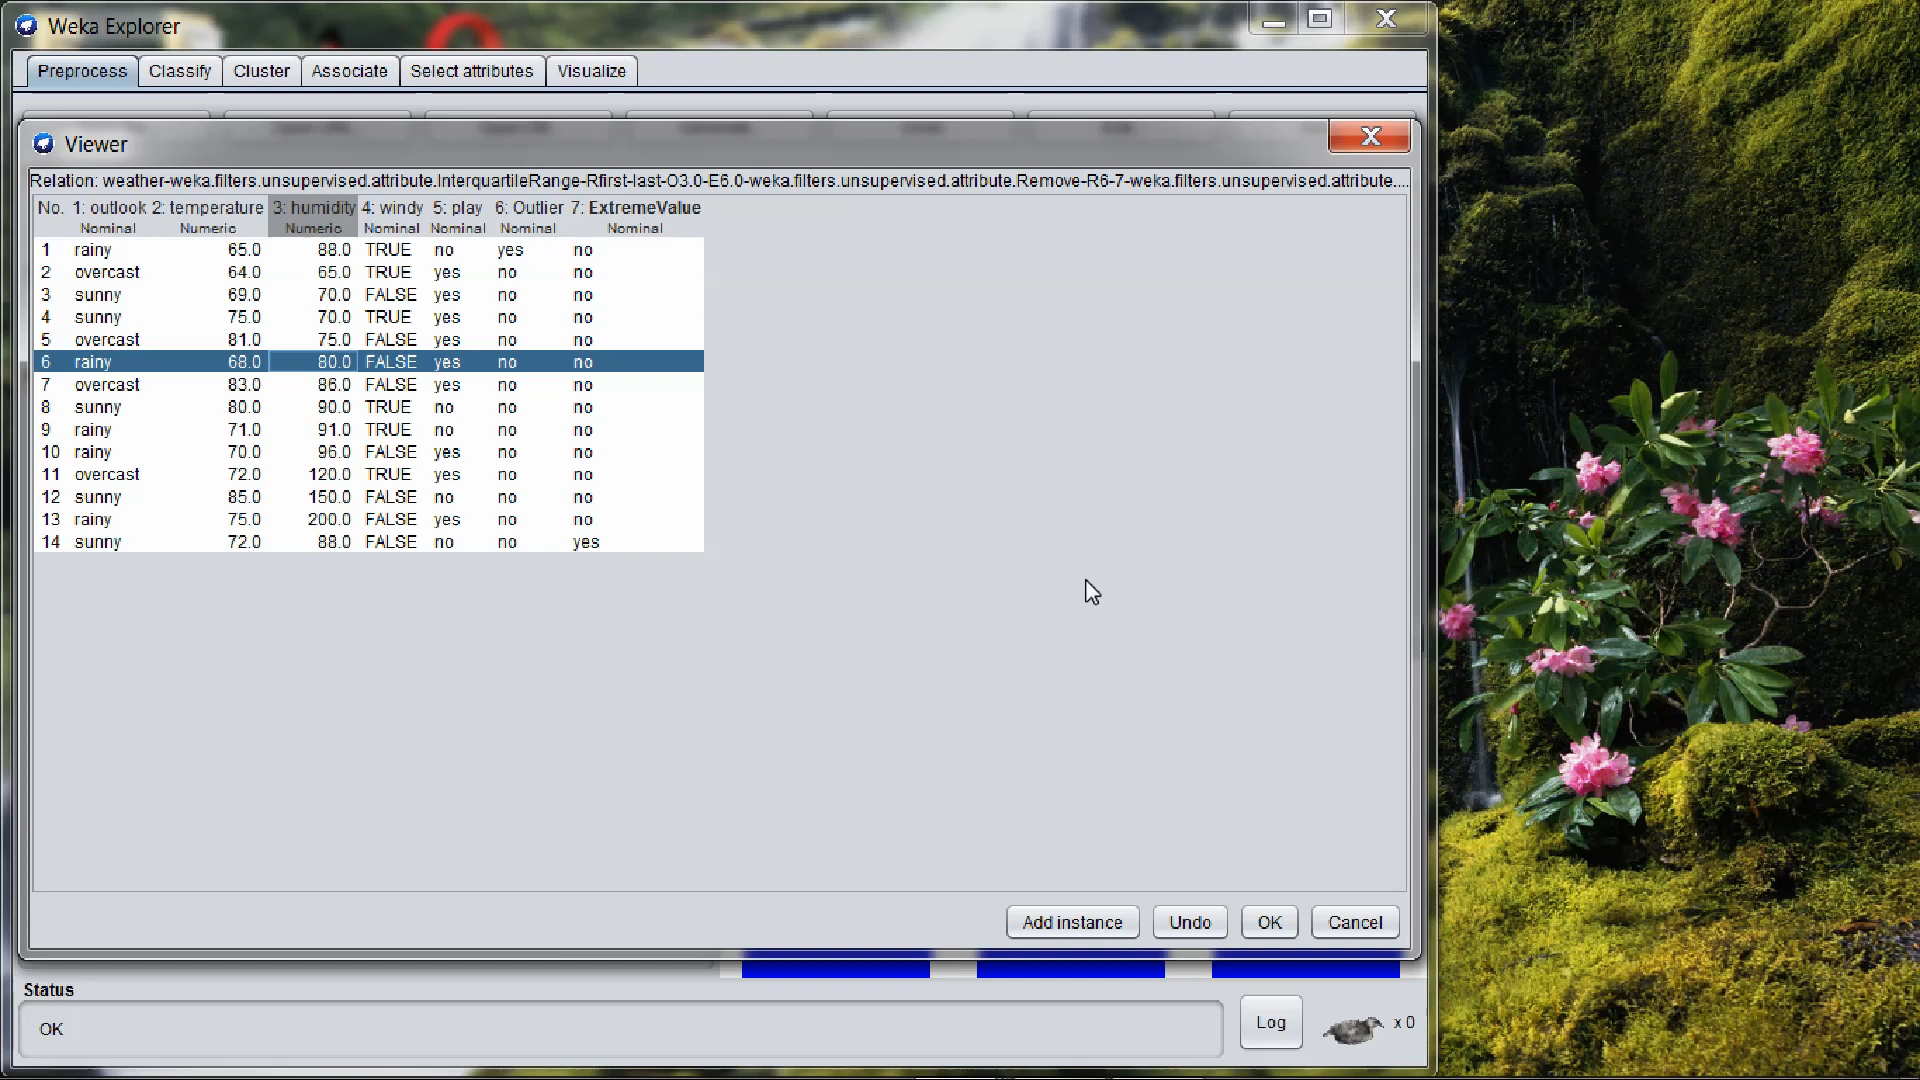 Weka Explorer
Preprocess Classify Cluster Associate Select attributes Visualize
Viewer
Relation: weather-weka.filters.unsupervised.attribute.InterquartileRange-Rfirst-last-O3.0-E6.0-weka.filters.unsupervised.attribute.Remove-R6-7-weka.filters.unsupervised.attribute....
No. 1: outlook 2: temperature 3: humidity 4: windy 5: play 6: Outlier 7: ExtremeValue
Nominal Numeric Numeric Nominal Nominal Nominal Nominal
1 rainy 65.0 88.0 TRUE no yes no
2 overcast 64.0 65.0 TRUE yes no no
3 sunny 69.0 70.0 FALSE yes no no
4 sunny 75.0 70.0 TRUE yes no no
5 overcast 81.0 75.0 FALSE yes no no
6 rainy 68.0 80.0 FALSE yes no no
7 overcast 83.0 86.0 FALSE yes no no
8 sunny 80.0 90.0 TRUE no no no
9 rainy 71.0 91.0 TRUE no no no
10 rainy 70.0 96.0 FALSE yes no no
11 overcast 72.0 120.0 TRUE yes no no
12 sunny 85.0 150.0 FALSE no no no
13 rainy 75.0 200.0 FALSE yes no no
14 sunny 72.0 88.0 FALSE no no yes
Add instance Undo OK Cancel
Status
OK
Log x 0